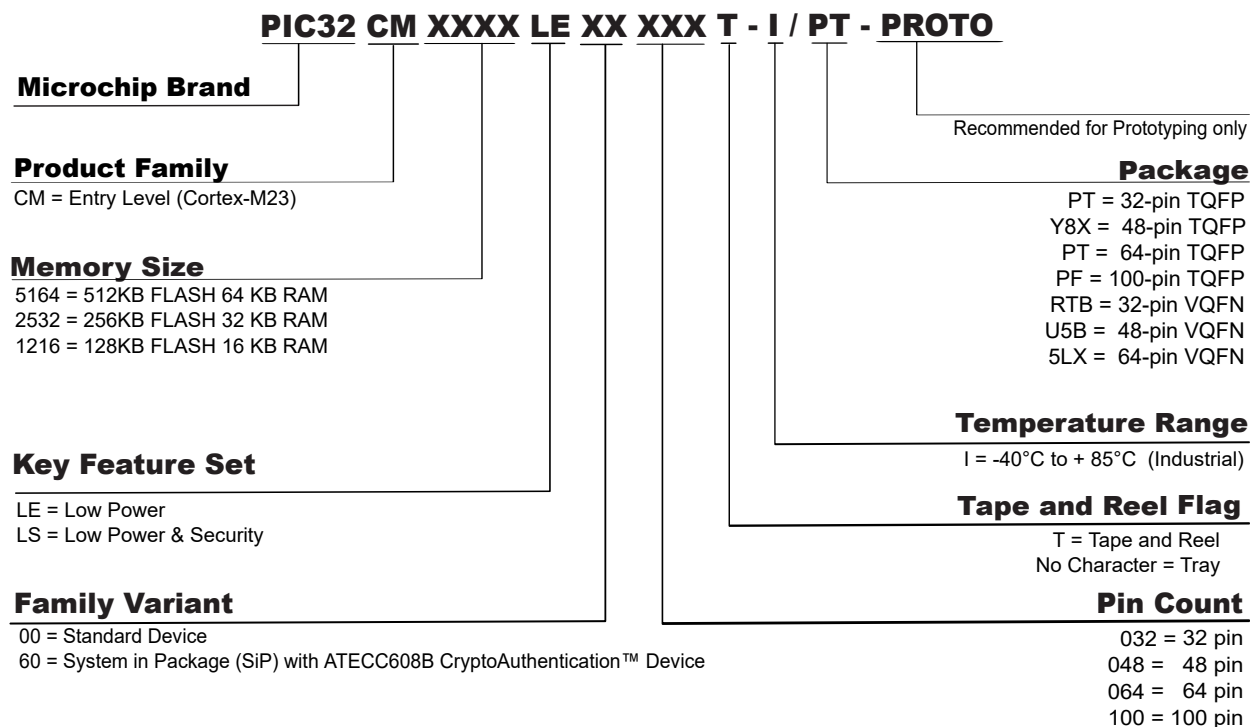 PIC32 CM XXXX LE XX XXX T - I / PT - PROTO
Microchip Brand
Recommended for Prototyping only
Product Family
CM = Entry Level (Cortex-M23)
Package
PT = 32-pin TQFP
Y8X = 48-pin TQFP
PT = 64-pin TQFP
PF = 100-pin TQFP
RTB = 32-pin VQFN
U5B = 48-pin VQFN
5LX = 64-pin VQFN
Memory Size
5164 = 512KB FLASH 64 KB RAM
2532 = 256KB FLASH 32 KB RAM
1216 = 128KB FLASH 16 KB RAM
Temperature Range
I = -40°C to + 85°C (Industrial)
Key Feature Set
LE = Low Power
LS = Low Power & Security
Tape and Reel Flag
T = Tape and Reel
No Character = Tray
Family Variant
00 = Standard Device
60 = System in Package (SiP) with ATECC608B CryptoAuthentication™ Device
Pin Count
032 = 32 pin
048 = 48 pin
064 = 64 pin
100 = 100 pin